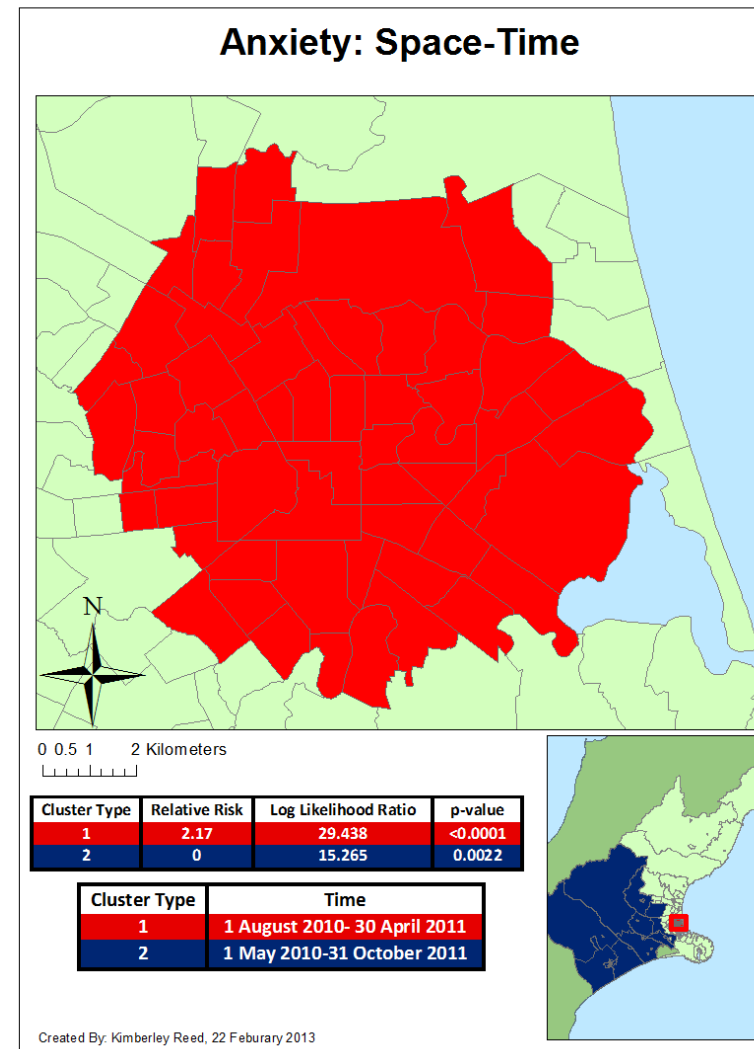 Anxiety: Space-Time
N
0 0.5 1 2 Kilometers
Cluster Type Relative Risk Log Likelihood Ratio p-value
1 2.17 29.438 <0.0001
2 0 15.265 0.0022
Cluster Type Time
1 1 August 2010- 30 April 2011
2 1 May 2010-31 October 2011
Created By: Kimberley Reed, 22 Feburary 2013